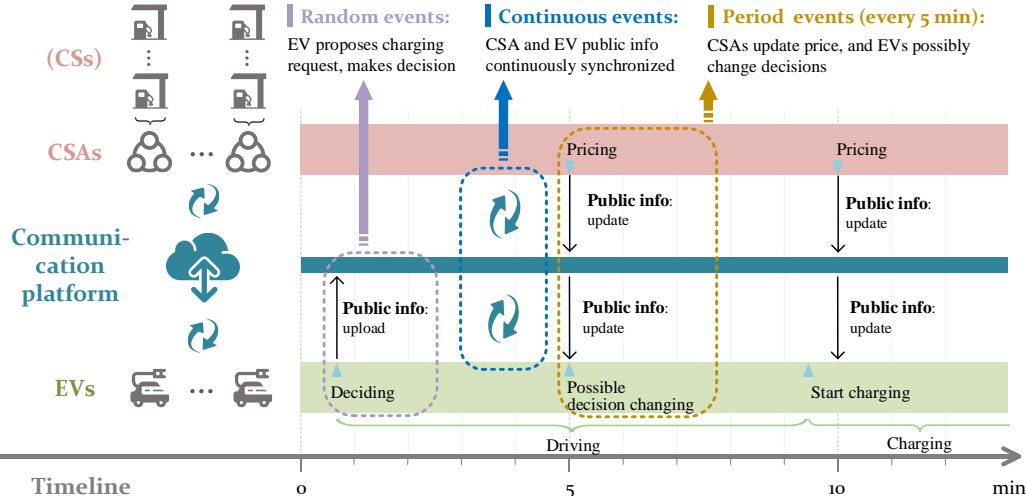 Random events:
EV proposes charging
request, makes decision
Continuous events:
CSA and EV public info
continuously synchronized
Period events (every 5 min):
CSAs update price, and EVs possibly
change decisions
(CSs)
CSAs
...
Pricing
Pricing
Public info:
update
Public info:
update
Communi-
cation
platform
Public info:
upload
Public info:
update
Public info:
update
EVs
...
Deciding
Possible
decision changing
Start charging
Driving
Charging
Timeline
0
5
10
min